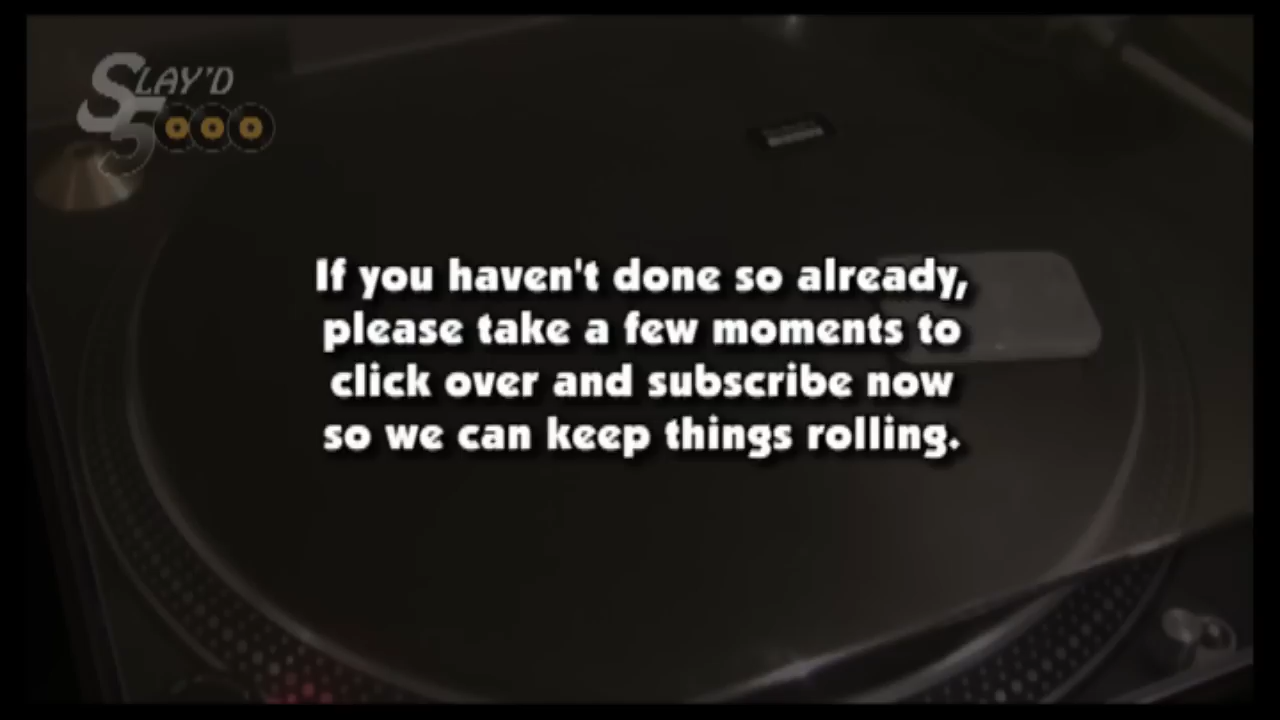 SLAY'D
5000
If you haven't done so already,
please take a few moments to
click over and subscribe now
so we can keep things rolling.